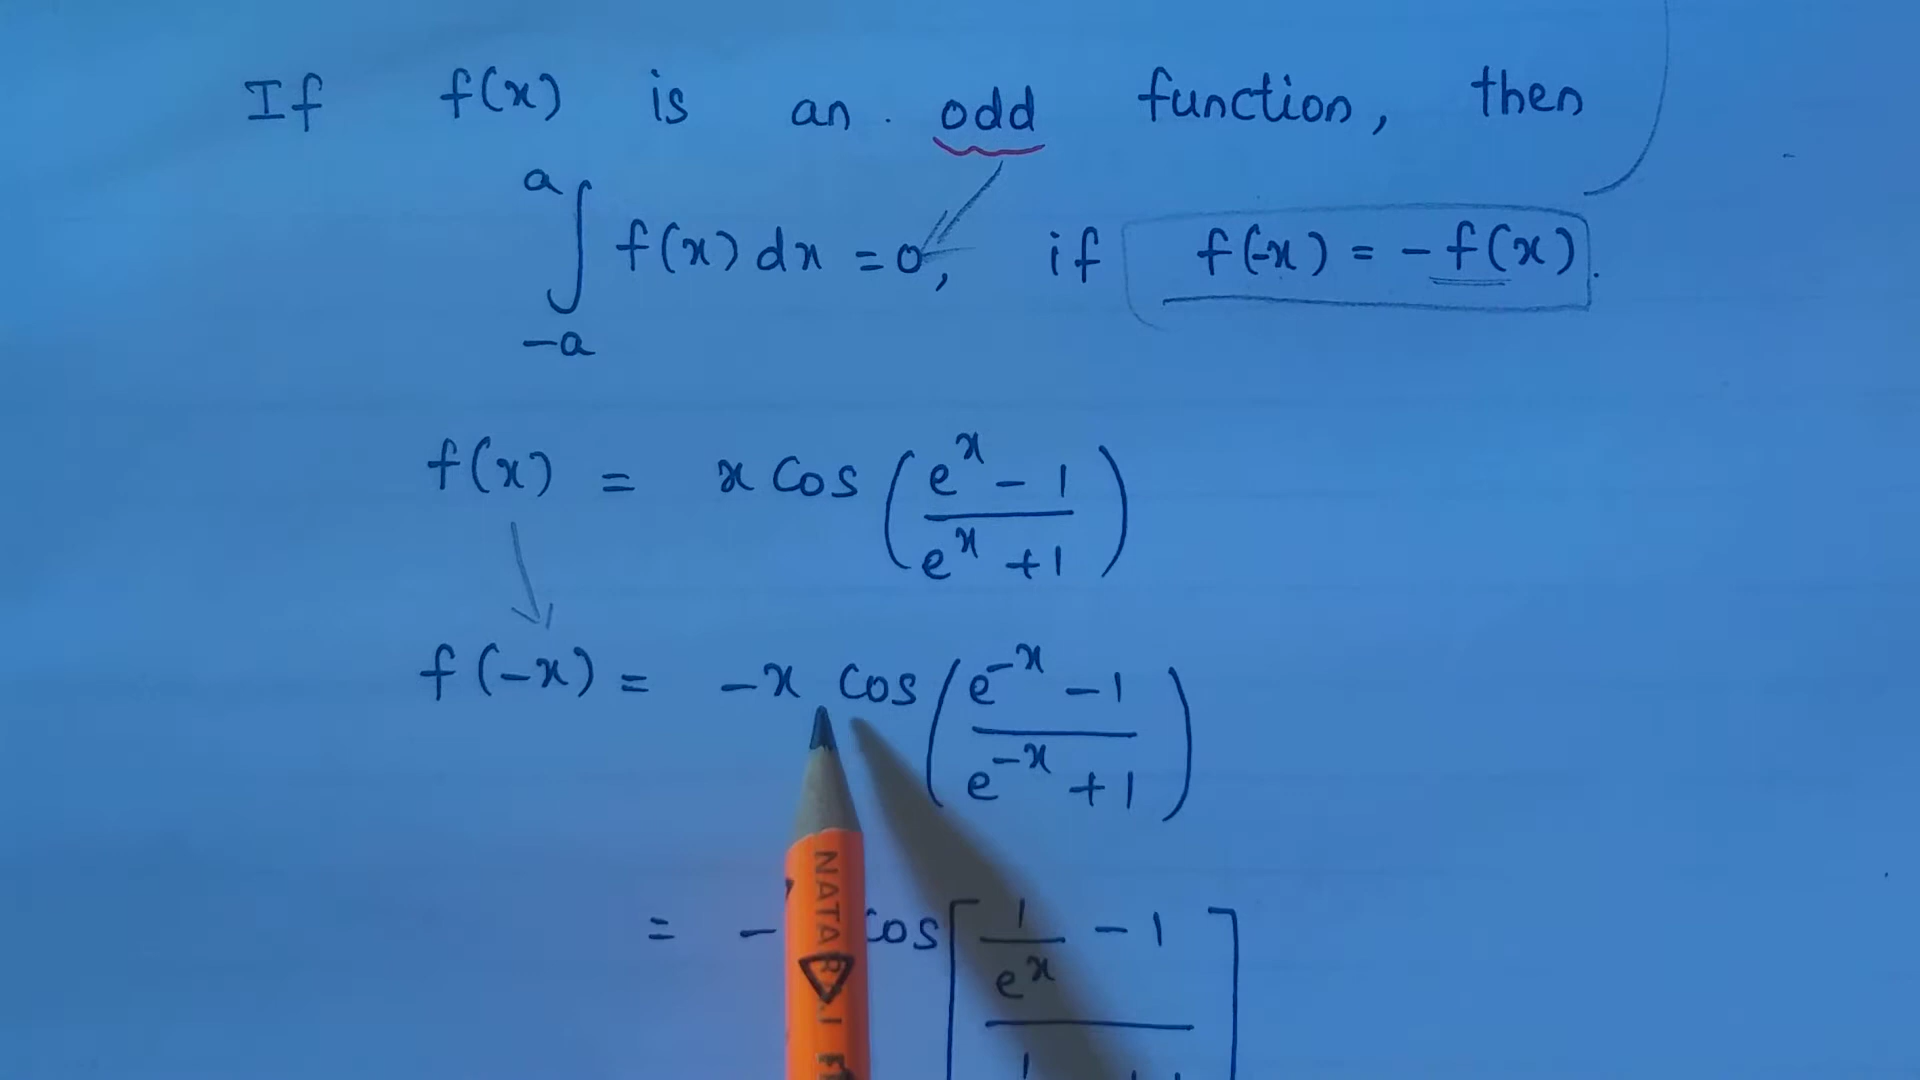 If f(x) is an odd function, then
∫_{-a}^{a} f(x) dx = 0, if f(-x) = -f(x).
f(x) = x Cos ( (e^x - 1) / (e^x + 1) )
f(-x) = -x Cos ( (e^{-x} - 1) / (e^{-x} + 1) )
= - Cos [ 1/e^x - 1
NATARAJ